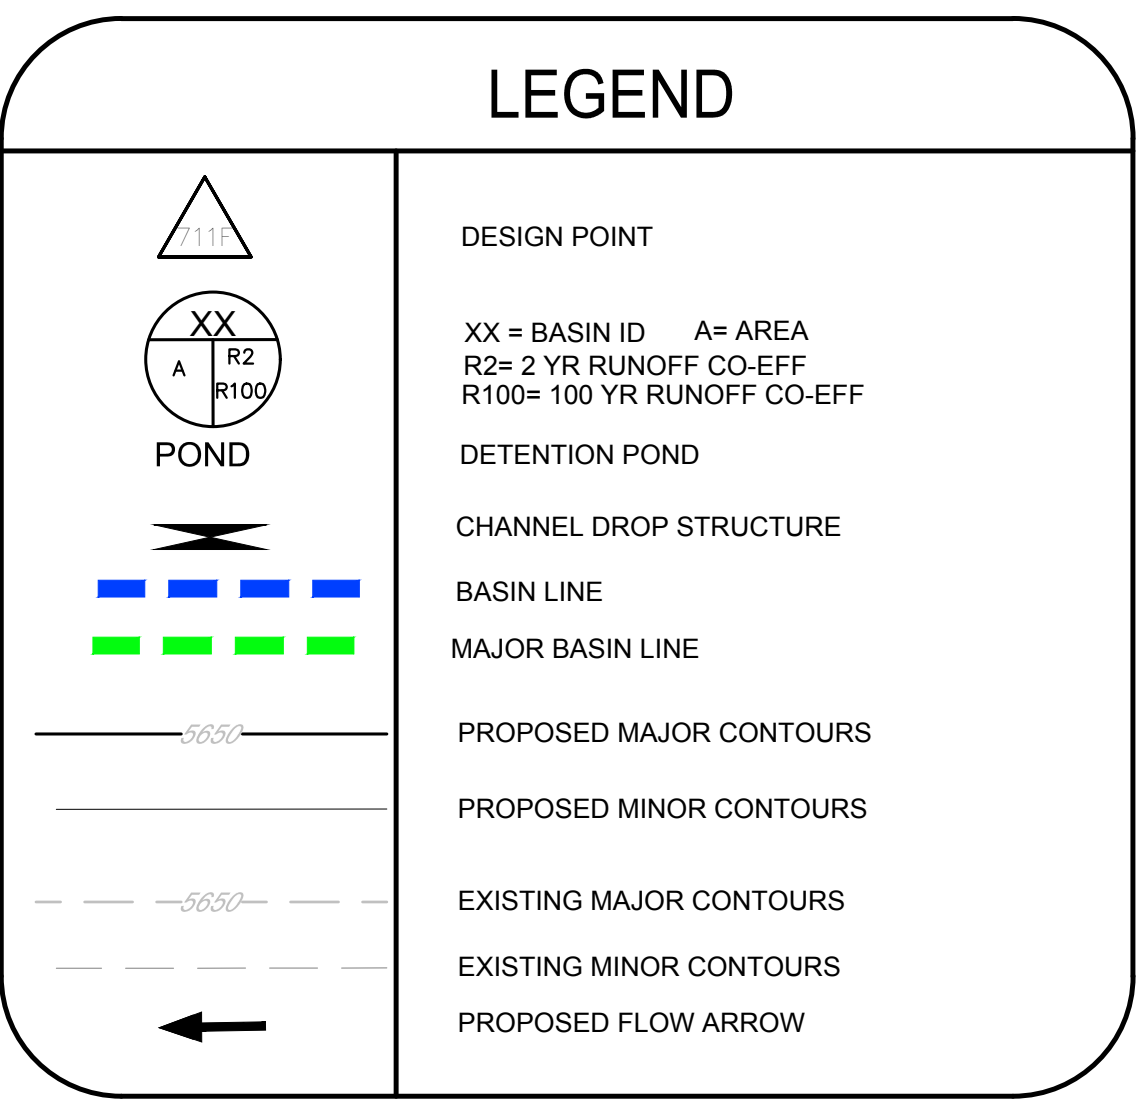 LEGEND
711F
DESIGN POINT
XX
A
R2
R100
XX = BASIN ID A= AREA
R2= 2 YR RUNOFF CO-EFF
R100= 100 YR RUNOFF CO-EFF
POND
DETENTION POND
CHANNEL DROP STRUCTURE
BASIN LINE
MAJOR BASIN LINE
5650
PROPOSED MAJOR CONTOURS
PROPOSED MINOR CONTOURS
5650
EXISTING MAJOR CONTOURS
EXISTING MINOR CONTOURS
PROPOSED FLOW ARROW